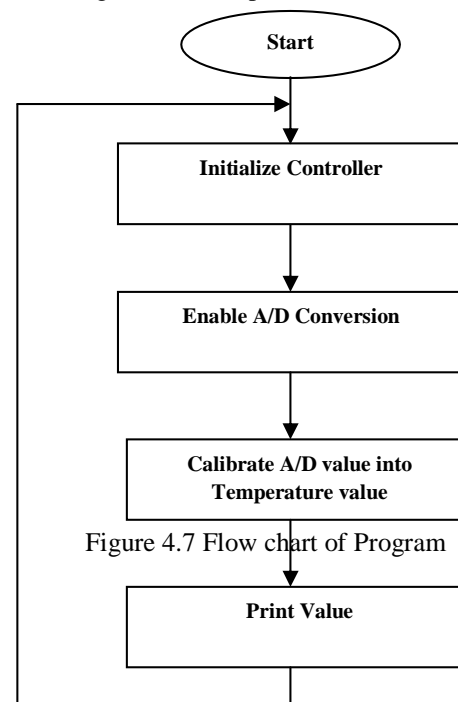 Start
Initialize Controller
Enable A/D Conversion
Calibrate A/D value into
Temperature value
Figure 4.7 Flow chart of Program
Print Value